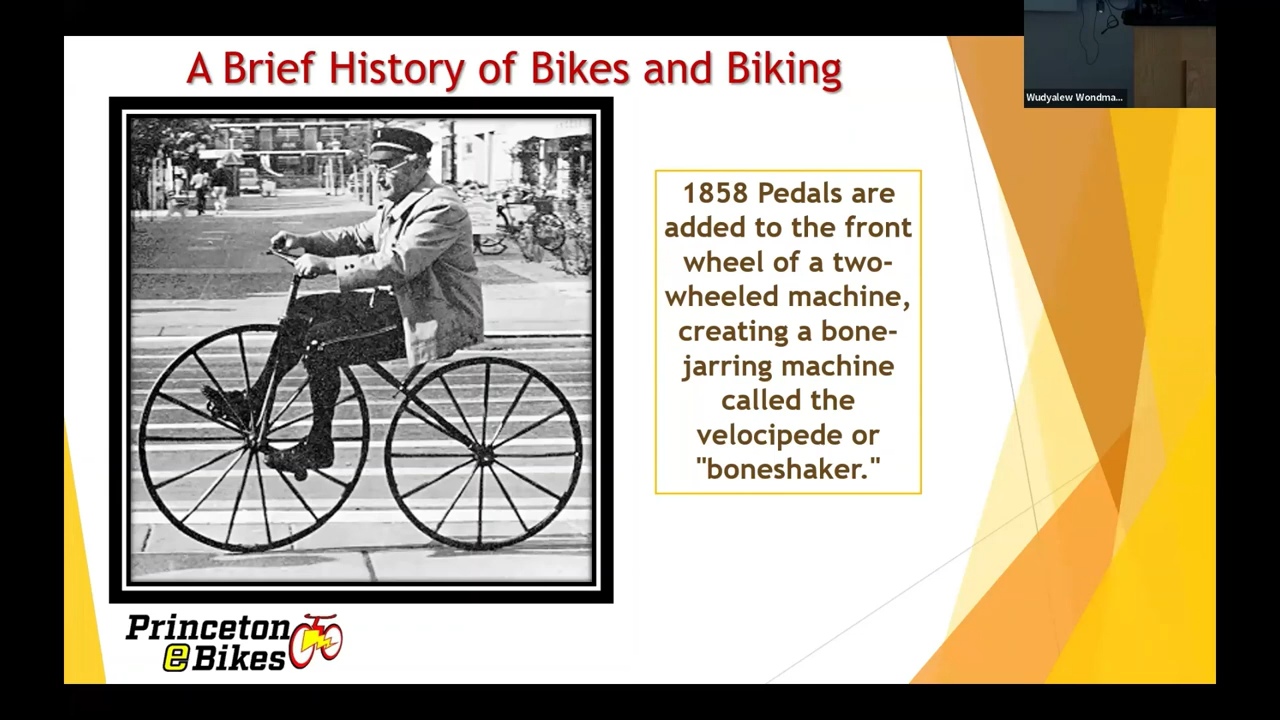 A Brief History of Bikes and Biking
Wudyalew Wondma...
1858 Pedals are
added to the front
wheel of a two-
wheeled machine,
creating a bone-
jarring machine
called the
velocipede or
"boneshaker."
Princeton
eBikes